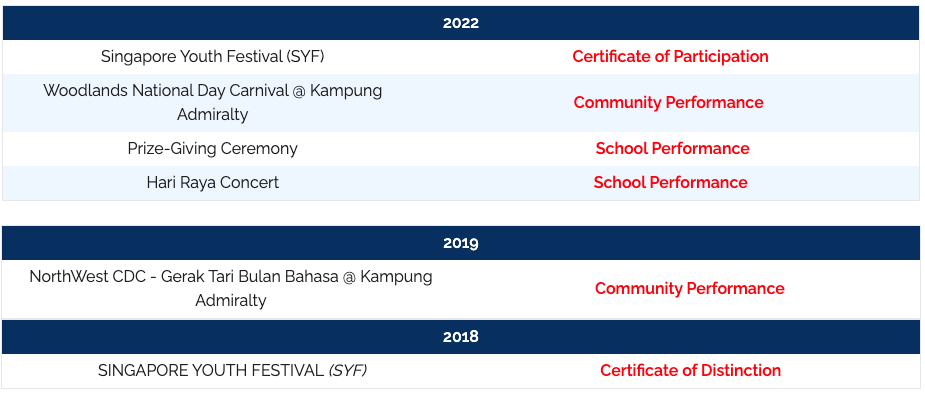 2022
Singapore Youth Festival (SYF) Certificate of Participation
Woodlands National Day Carnival @ Kampung
Admiralty
Community Performance
Prize-Giving Ceremony School Performance
Hari Raya Concert School Performance
2019
NorthWest CDC - Gerak Tari Bulan Bahasa @ Kampung
Admiralty
Community Performance
2018
SINGAPORE YOUTH FESTIVAL (SYF) Certificate of Distinction